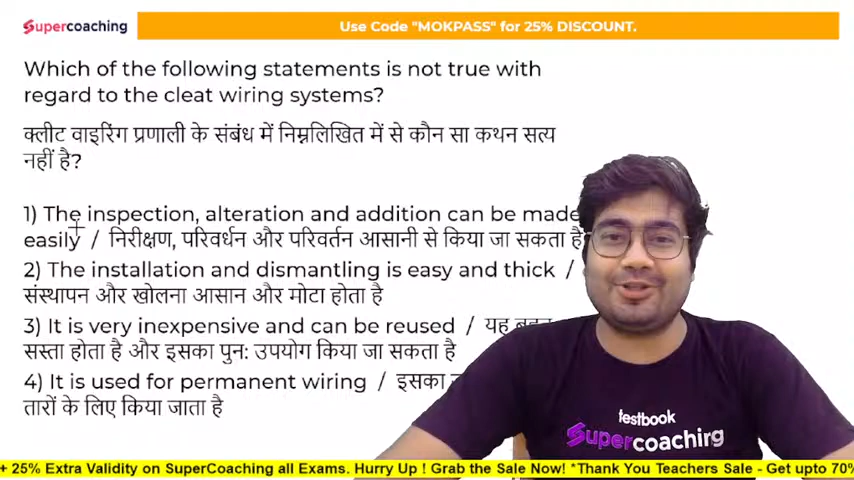 Supercoaching
Use Code "MOKPASS" for 25% DISCOUNT.
Which of the following statements is not true with
regard to the cleat wiring systems?
क्लीट वाइरिंग प्रणाली के संबंध में निम्नलिखित में से कौन सा कथन सत्य
नहीं है?
1) The inspection, alteration and addition can be made
easily / निरीक्षण, परिवर्धन और परिवर्तन आसानी से किया जा सकता है
2) The installation and dismantling is easy and thick /
संस्थापन और खोलना आसान और मोटा होता है
3) It is very inexpensive and can be reused / यह
सस्ता होता है और इसका पुन: उपयोग किया जा सकता है
4) It is used for permanent wiring / इसका
तारों के लिए किया जाता है
testbook
Supercoaching
+ 25% Extra Validity on SuperCoaching all Exams. Hurry Up ! Grab the Sale Now! *Thank You Teachers Sale - Get upto 70%